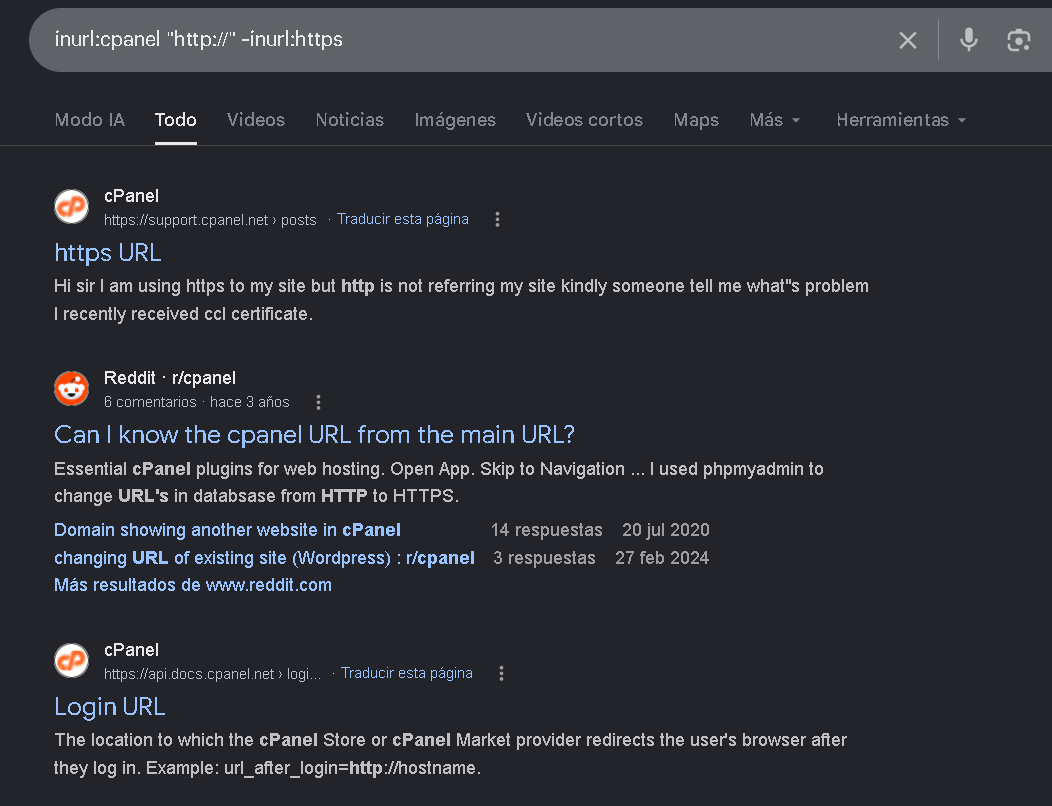 inurl:cpanel "http://" -inurl:https
Modo IA Todo Videos Noticias Imágenes Videos cortos Maps Más Herramientas
cPanel
https://support.cpanel.net › posts · Traducir esta página
https URL
Hi sir I am using https to my site but http is not referring my site kindly someone tell me what"s problem
I recently received ccl certificate.
Reddit · r/cpanel
6 comentarios · hace 3 años
Can I know the cpanel URL from the main URL?
Essential cPanel plugins for web hosting. Open App. Skip to Navigation ... I used phpmyadmin to
change URL's in databsase from HTTP to HTTPS.
Domain showing another website in cPanel 14 respuestas 20 jul 2020
changing URL of existing site (Wordpress) : r/cpanel 3 respuestas 27 feb 2024
Más resultados de www.reddit.com
cPanel
https://api.docs.cpanel.net › logi... · Traducir esta página
Login URL
The location to which the cPanel Store or cPanel Market provider redirects the user's browser after
they log in. Example: url_after_login=http://hostname.